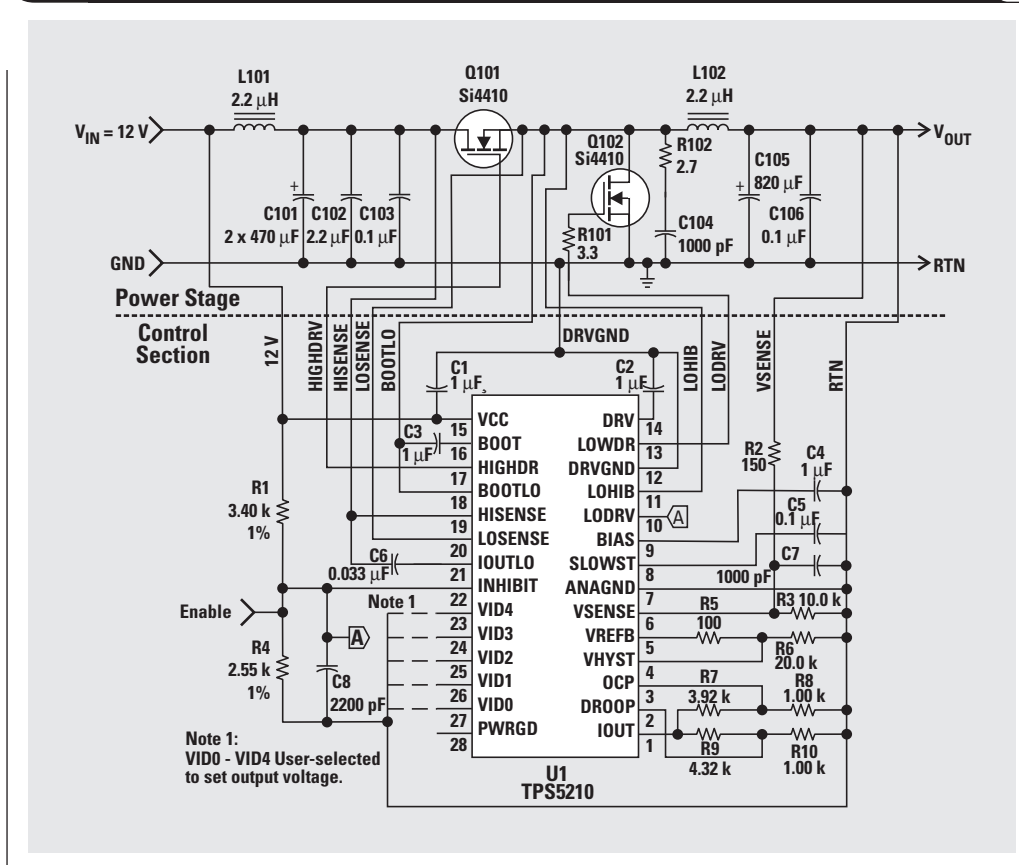 L101
2.2 μH
Q101
Si4410
L102
2.2 μH
V_IN = 12 V
V_OUT
Q102
Si4410
R102
2.7
C105
820 μF
+
+
C101
2 x 470 μF
C102
2.2 μF
C103
0.1 μF
R101
3.3
C104
1000 pF
C106
0.1 μF
GND
RTN
Power Stage
Control
Section
12 V
HIGHDRV
HISENSE
LOSENSE
BOOTLO
DRVGND
LOHIB
LODRV
VSENSE
RTN
C1
1 μF
C2
1 μF
C3
1 μF
VCC
15
BOOT
16
HIGHDR
17
BOOTLO
18
HISENSE
19
LOSENSE
20
IOUTLO
21
INHIBIT
22
VID4
23
VID3
24
VID2
25
VID1
26
VID0
27
PWRGD
28
DRV
14
LOWDR
13
DRVGND
12
LOHIB
11
LODRV
10
BIAS
9
SLOWST
8
ANAGND
7
VSENSE
6
VREFB
5
VHYST
4
OCP
3
DROOP
2
IOUT
1
A
R2
150
C4
1 μF
C5
0.1 μF
C7
1000 pF
R1
3.40 k
1%
C6
0.033 μF
Note 1
Enable
A
R4
2.55 k
1%
C8
2200 pF
R5
100
R3 10.0 k
R6
20.0 k
R7
3.92 k
R8
1.00 k
R9
4.32 k
R10
1.00 k
Note 1:
VID0 - VID4 User-selected
to set output voltage.
U1
TPS5210